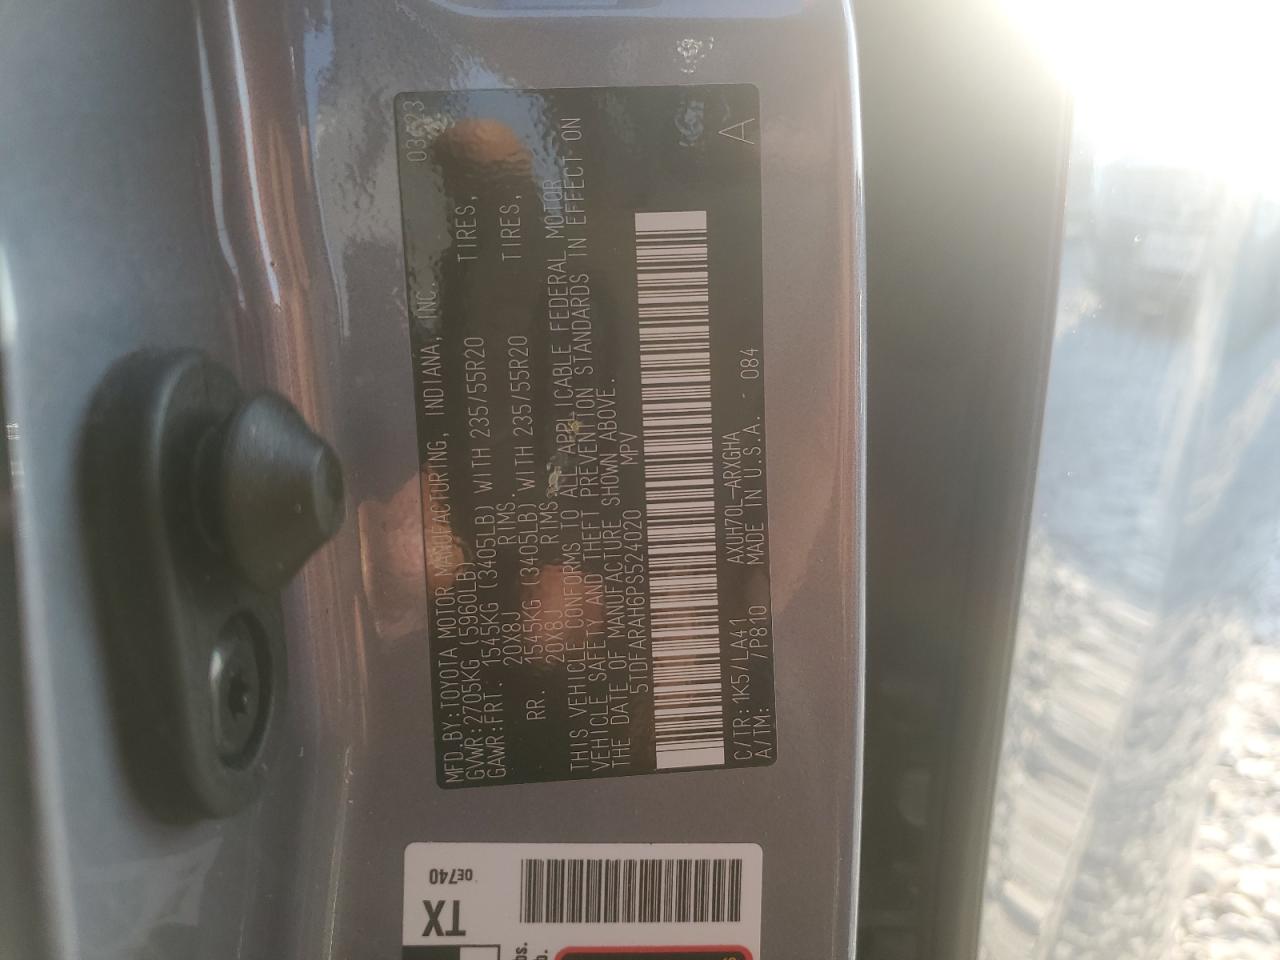 MFD.BY:TOYOTA MOTOR MANUFACTURING, INDIANA, INC. 03/23
GVWR:2705KG(5960LB)
GAWR:FRT. 1545KG (3405LB) WITH 235/55R20 TIRES,
20X8J RIMS.
RR. 1545KG (3405LB) WITH 235/55R20 TIRES,
20X8J RIMS.
THIS VEHICLE CONFORMS TO ALL APPLICABLE FEDERAL MOTOR
VEHICLE SAFETY AND THEFT PREVENTION STANDARDS IN EFFECT ON
THE DATE OF MANUFACTURE SHOWN ABOVE.
5TDFARAH6PS524020 MPV
C/TR:1K5/LA41 AXUH70L-ARXGHA A
A/TM: /P810 MADE IN U.S.A. 084
0E740
TX